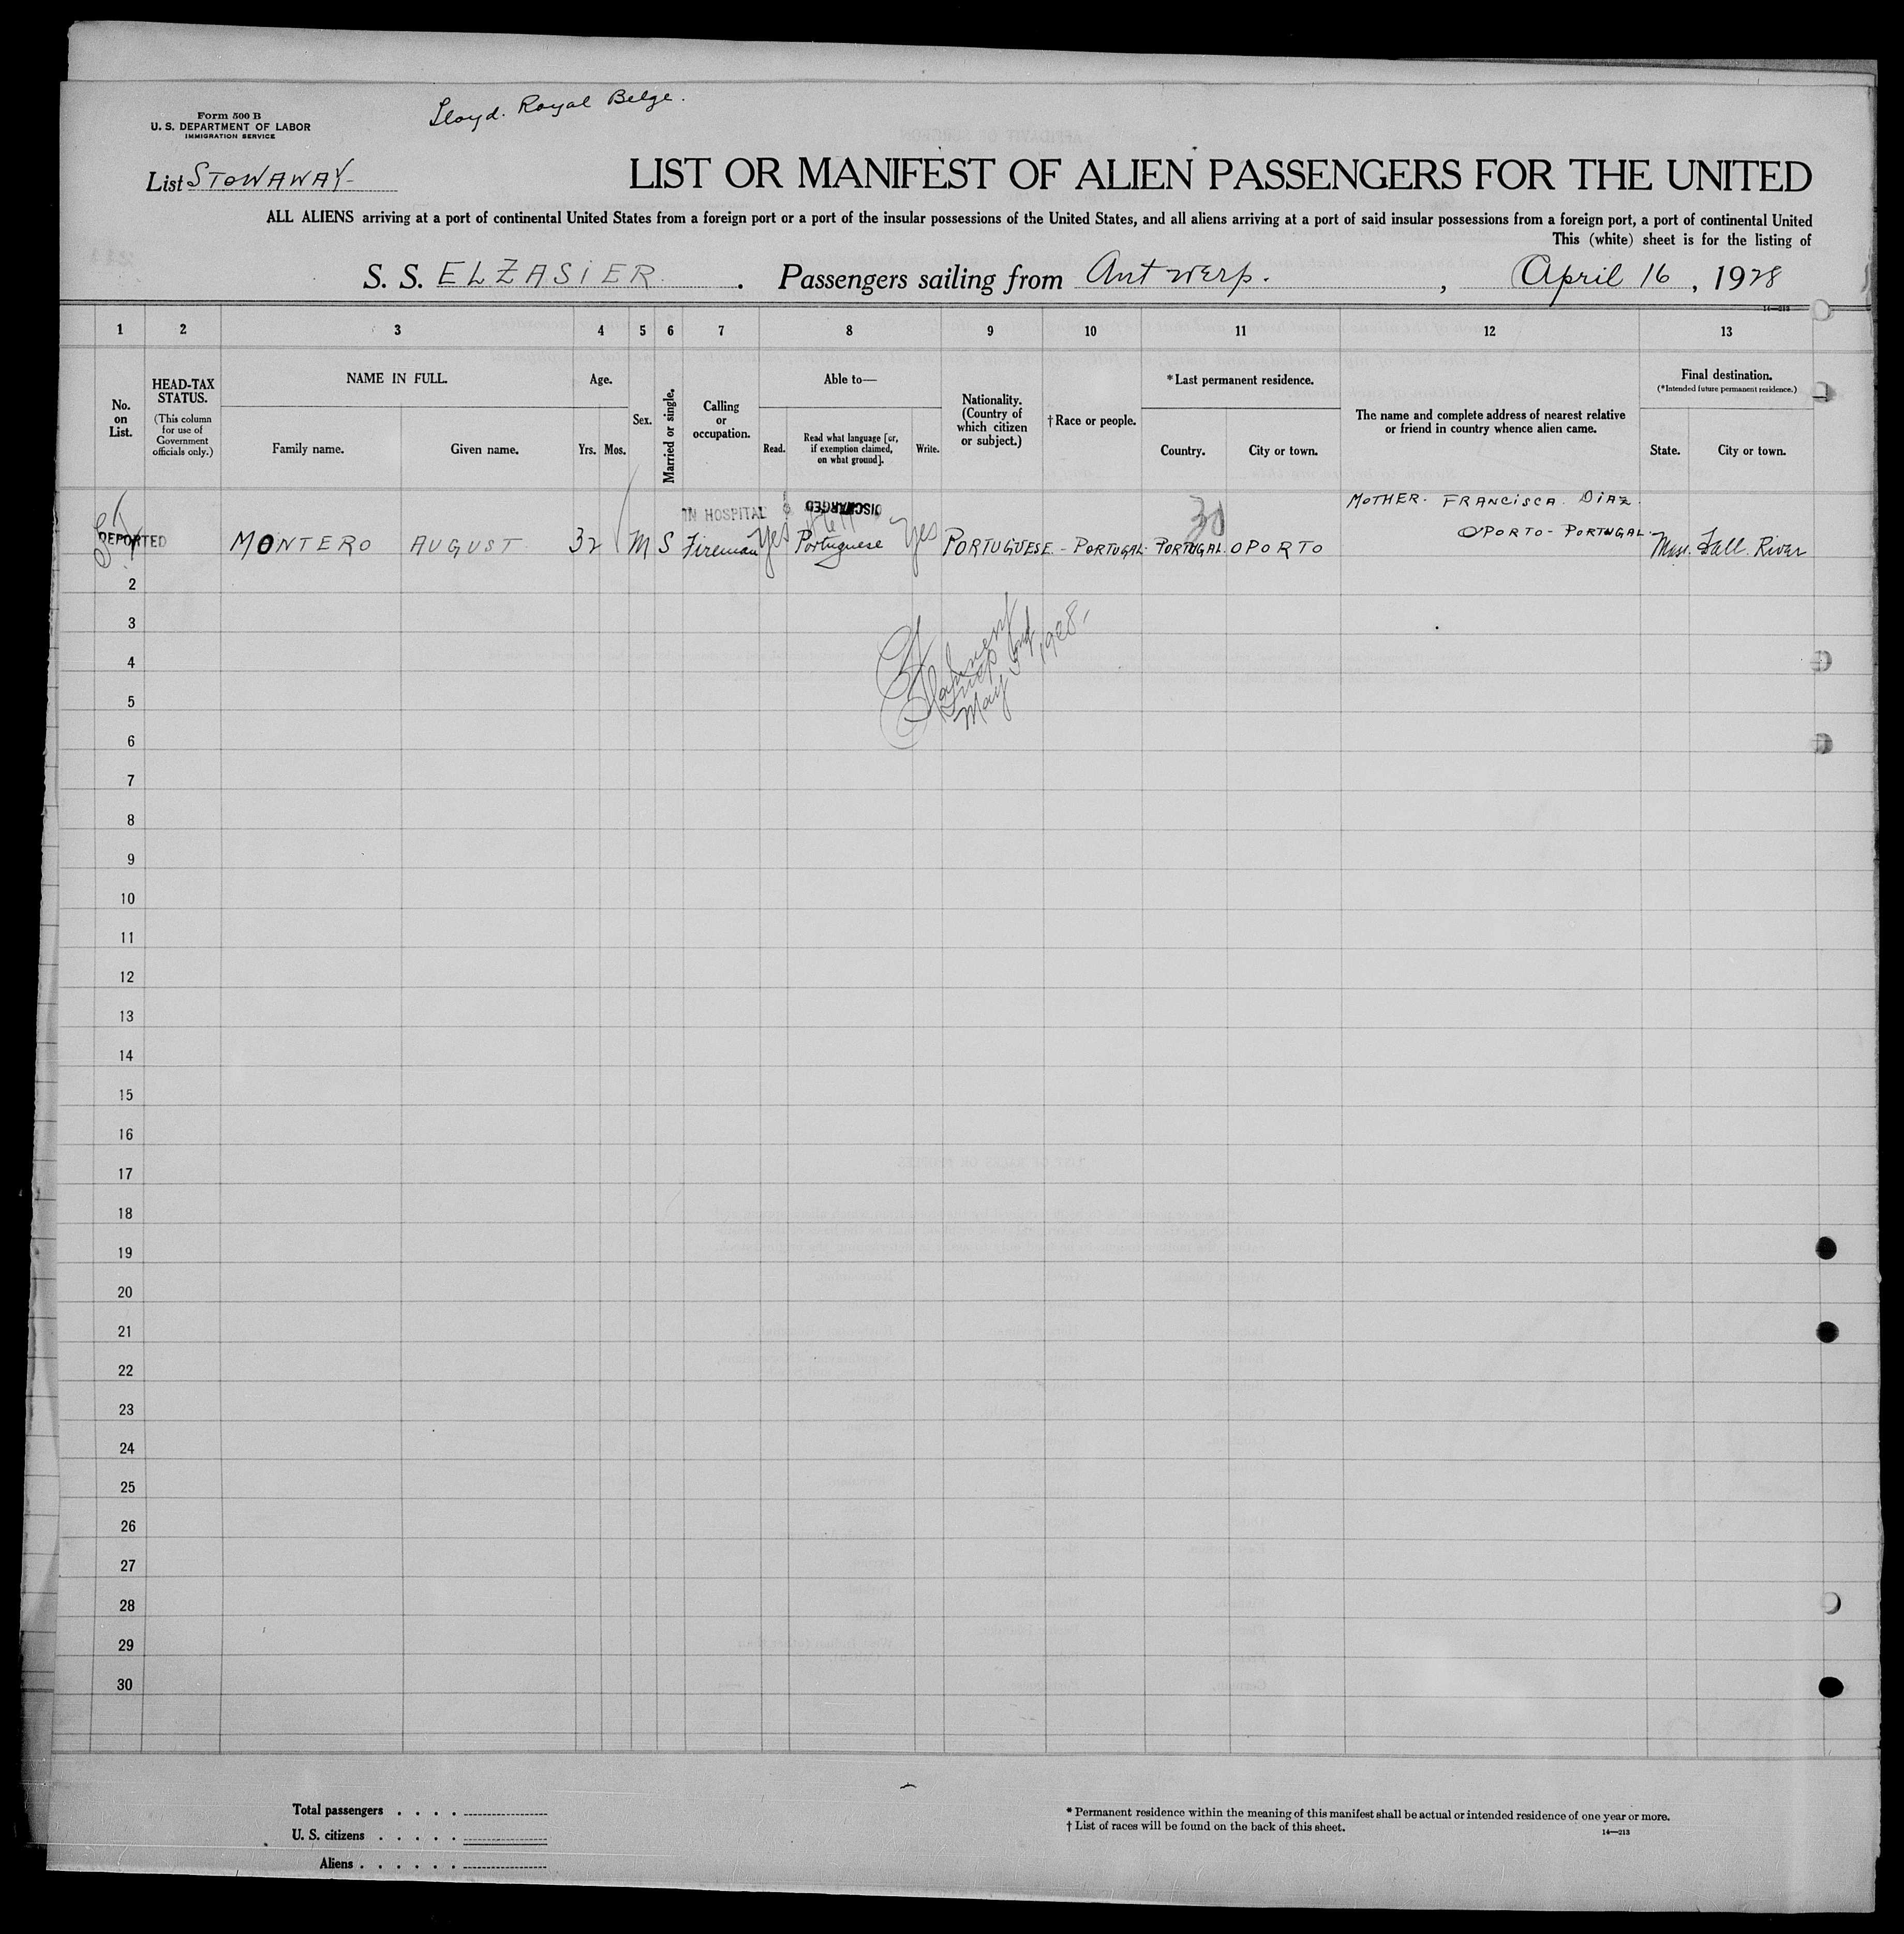 Form 500 B
U. S. DEPARTMENT OF LABOR
IMMIGRATION SERVICE
Lloyd. Royal Belge.
List STOWAWAY-
LIST OR MANIFEST OF ALIEN PASSENGERS FOR THE UNITED
ALL ALIENS arriving at a port of continental United States from a foreign port or a port of the insular possessions of the United States, and all aliens arriving at a port of said insular possessions from a foreign port, a port of continental United
This (white) sheet is for the listing of
S. S. ELZASIER. Passengers sailing from Antwerp. , April 16, 1928
14—213
1 2 3 4 5 6 7 8 9 10 11 12 13
No. on List.
HEAD-TAX STATUS.
(This column for use of Government officials only.)
NAME IN FULL.
Family name. Given name.
Age.
Yrs. Mos.
Sex.
Married or single.
Calling or occupation.
Able to—
Read. Read what language [or, if exemption claimed, on what ground]. Write.
Nationality. (Country of which citizen or subject.)
† Race or people.
* Last permanent residence.
Country. City or town.
The name and complete address of nearest relative or friend in country whence alien came.
Final destination.
(*Intended future permanent residence.)
State. City or town.
IN HOSPITAL DISCHARGED 30 MOTHER. FRANCISCA. DIAZ.
OPORTO - PORTUGAL.
DEPORTED MONTERO AUGUST 32 M S Fireman Yes Portuguese Yes PORTUGUESE - PORTUGAL. PORTUGAL. OPORTO Mass. Fall. River
2
3
4
5
May 3rd, 1928.
6
7
8
9
10
11
12
13
14
15
16
17
18
19
20
21
22
23
24
25
26
27
28
29
30
Total passengers . . . .
U. S. citizens . . . . .
Aliens . . . . . .
* Permanent residence within the meaning of this manifest shall be actual or intended residence of one year or more.
† List of races will be found on the back of this sheet.
14—213